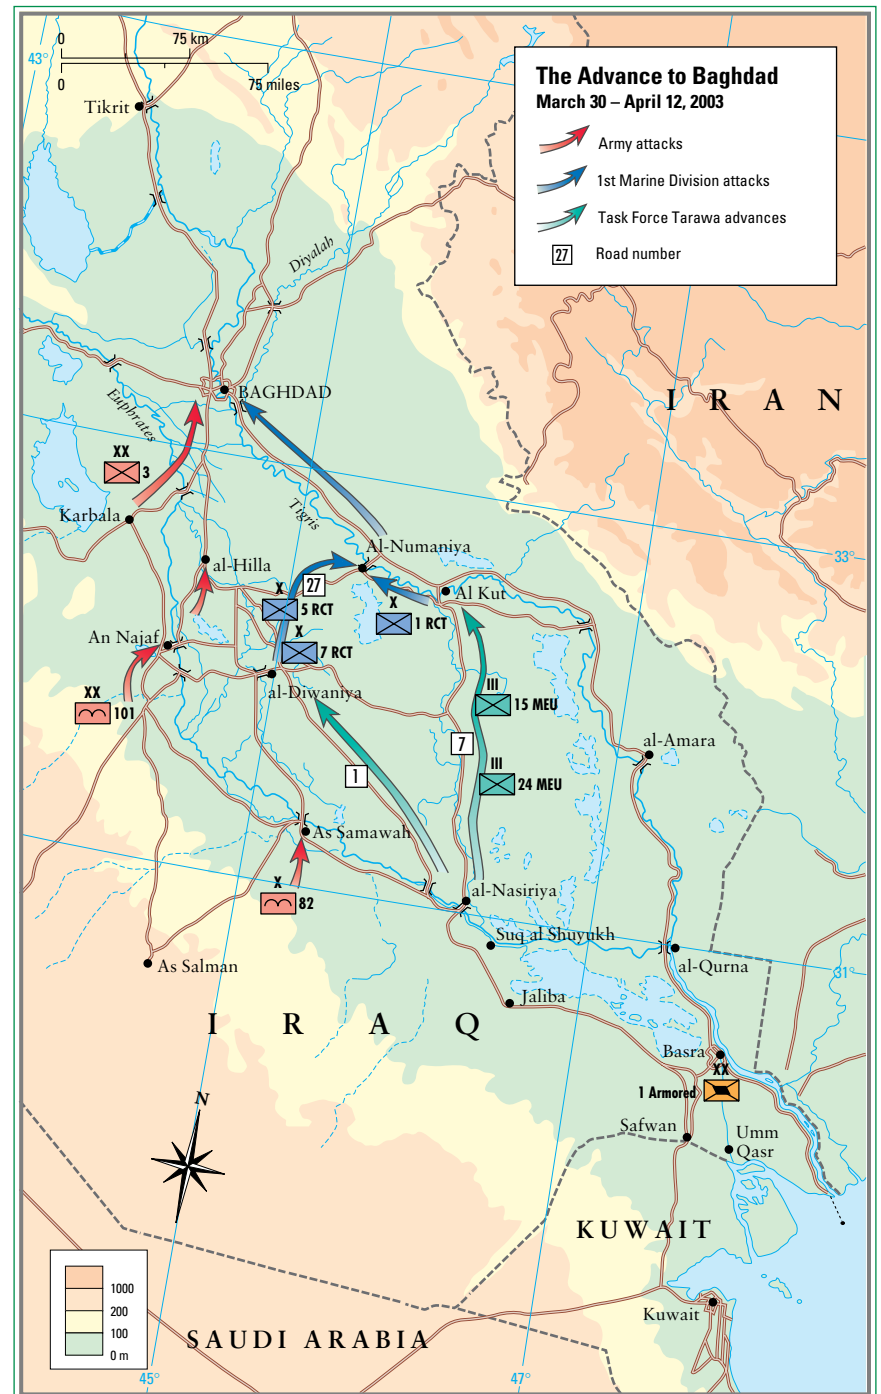 0
75 km
43°
0
75 miles
The Advance to Baghdad
March 30 – April 12, 2003
Army attacks
1st Marine Division attacks
Task Force Tarawa advances
27
Road number
Tikrit
Diyalah
BAGHDAD
IRAN
Euphrates
XX
3
Tigris
Karbala
Al-Numaniya
33°
al-Hilla
27
X
5 RCT
Al Kut
X
1 RCT
An Najaf
X
7 RCT
al-Diwaniya
XX
101
III
15 MEU
7
al-Amara
1
III
24 MEU
As Samawah
X
82
al-Nasiriya
Suq al Shuyukh
As Salman
al-Qurna
31°
Jaliba
IRAQ
Basra
XX
1 Armored
N
Safwan
Umm
Qasr
KUWAIT
1000
200
100
0 m
Kuwait
SAUDI ARABIA
45°
47°